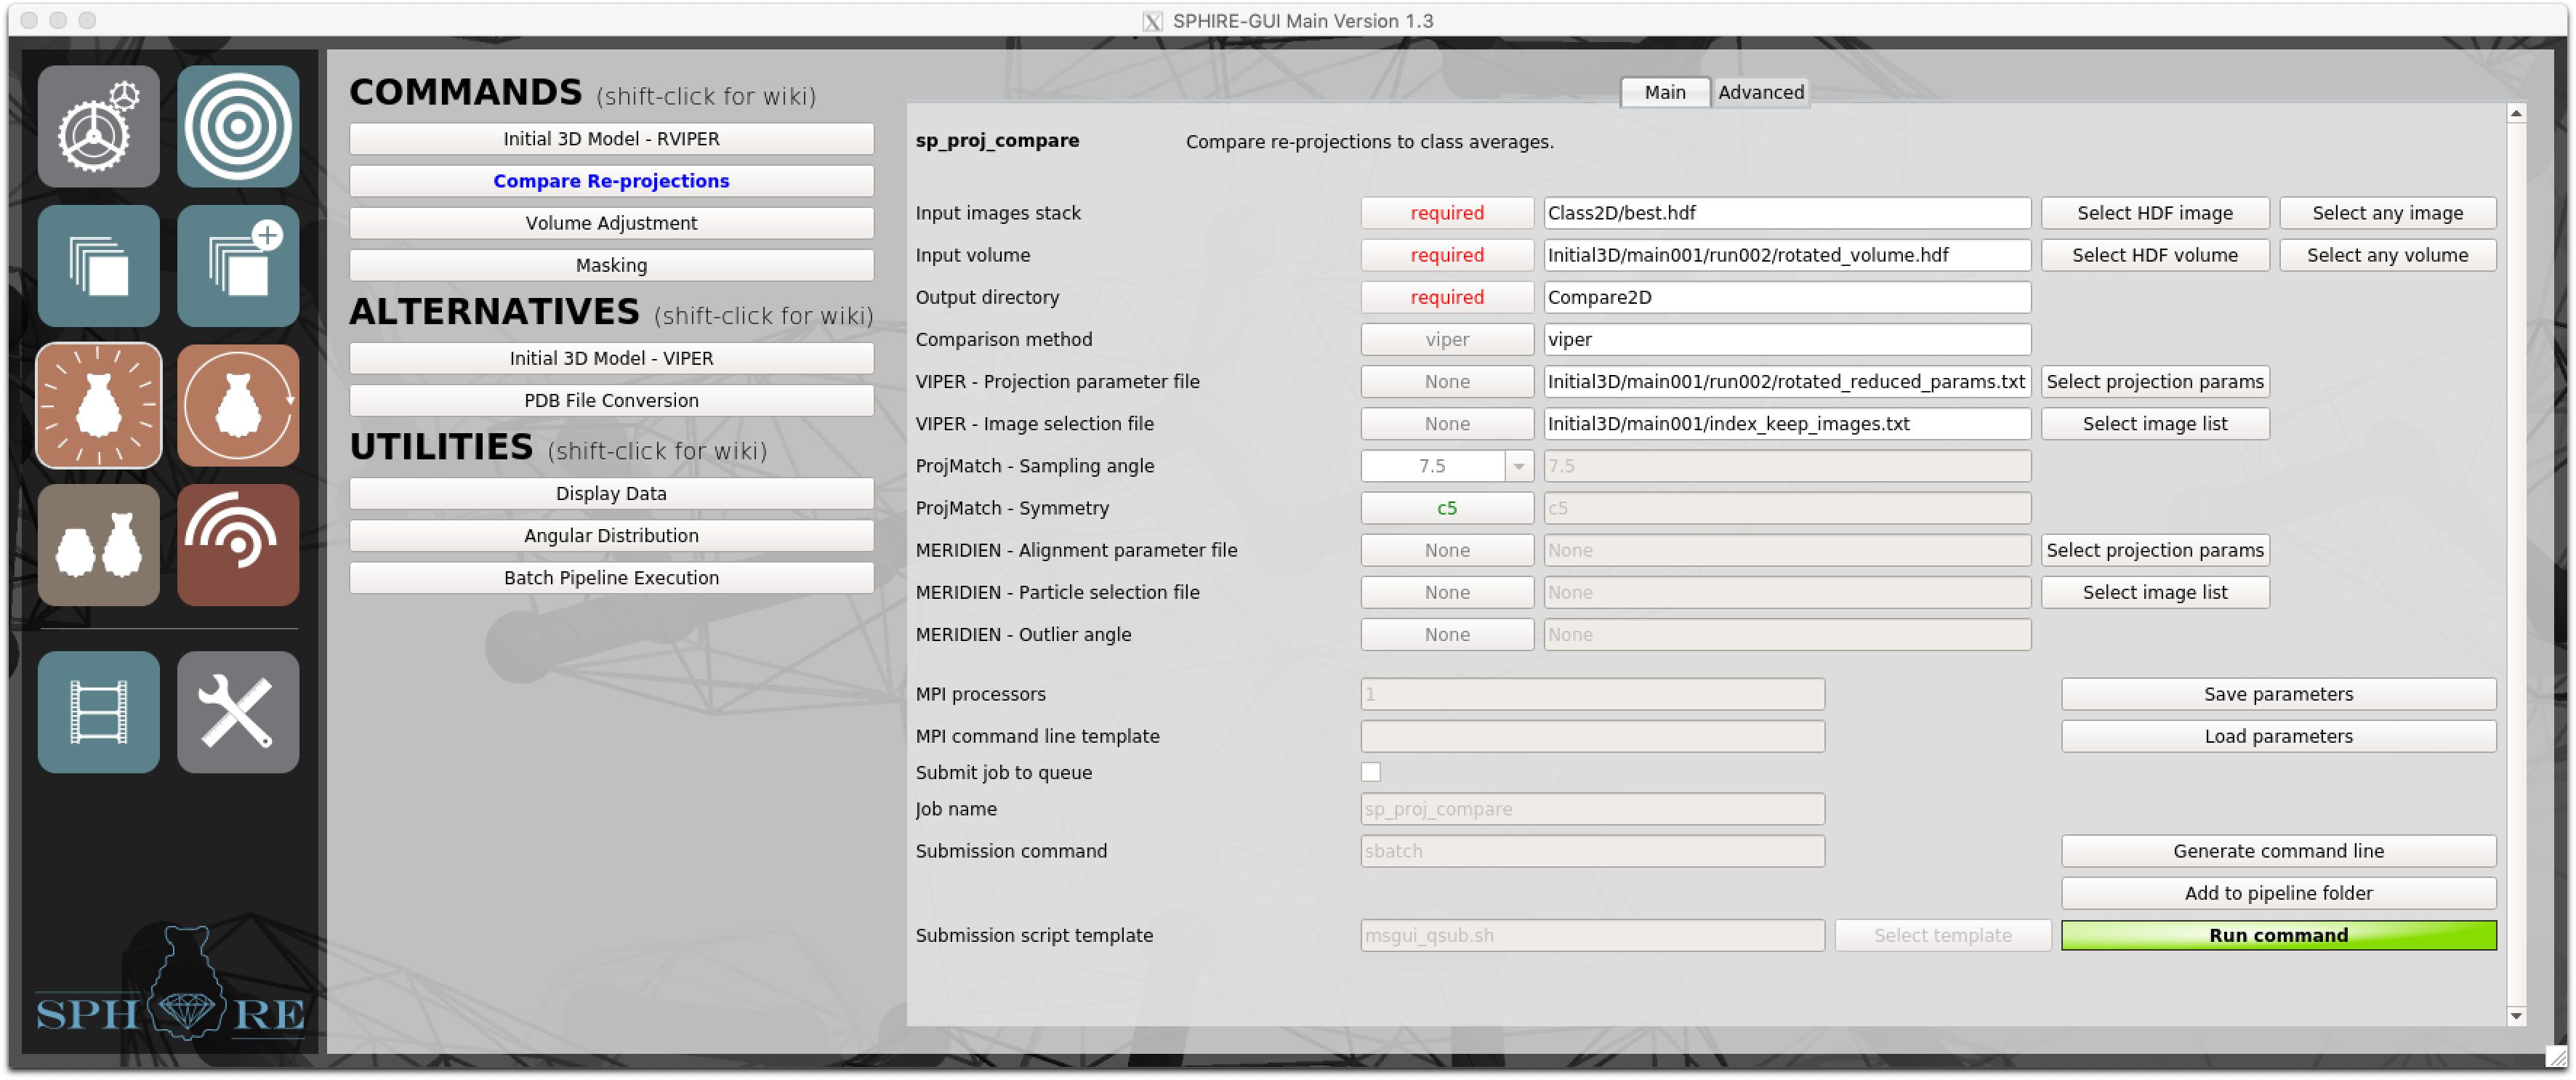 SPHIRE-GUI Main Version 1.3
COMMANDS (shift-click for wiki)
Initial 3D Model - RVIPER
Compare Re-projections
Volume Adjustment
Masking
ALTERNATIVES (shift-click for wiki)
Initial 3D Model - VIPER
PDB File Conversion
UTILITIES (shift-click for wiki)
Display Data
Angular Distribution
Batch Pipeline Execution
SPHIRE
Main Advanced
sp_proj_compare Compare re-projections to class averages.
Input images stack required Class2D/best.hdf Select HDF image Select any image
Input volume required Initial3D/main001/run002/rotated_volume.hdf Select HDF volume Select any volume
Output directory required Compare2D
Comparison method viper viper
VIPER - Projection parameter file None Initial3D/main001/run002/rotated_reduced_params.txt Select projection params
VIPER - Image selection file None Initial3D/main001/index_keep_images.txt Select image list
ProjMatch - Sampling angle 7.5 7.5
ProjMatch - Symmetry c5 c5
MERIDIEN - Alignment parameter file None None Select projection params
MERIDIEN - Particle selection file None None Select image list
MERIDIEN - Outlier angle None None
MPI processors 1 Save parameters
MPI command line template Load parameters
Submit job to queue
Job name sp_proj_compare
Submission command sbatch Generate command line
Add to pipeline folder
Submission script template msgui_qsub.sh Select template Run command